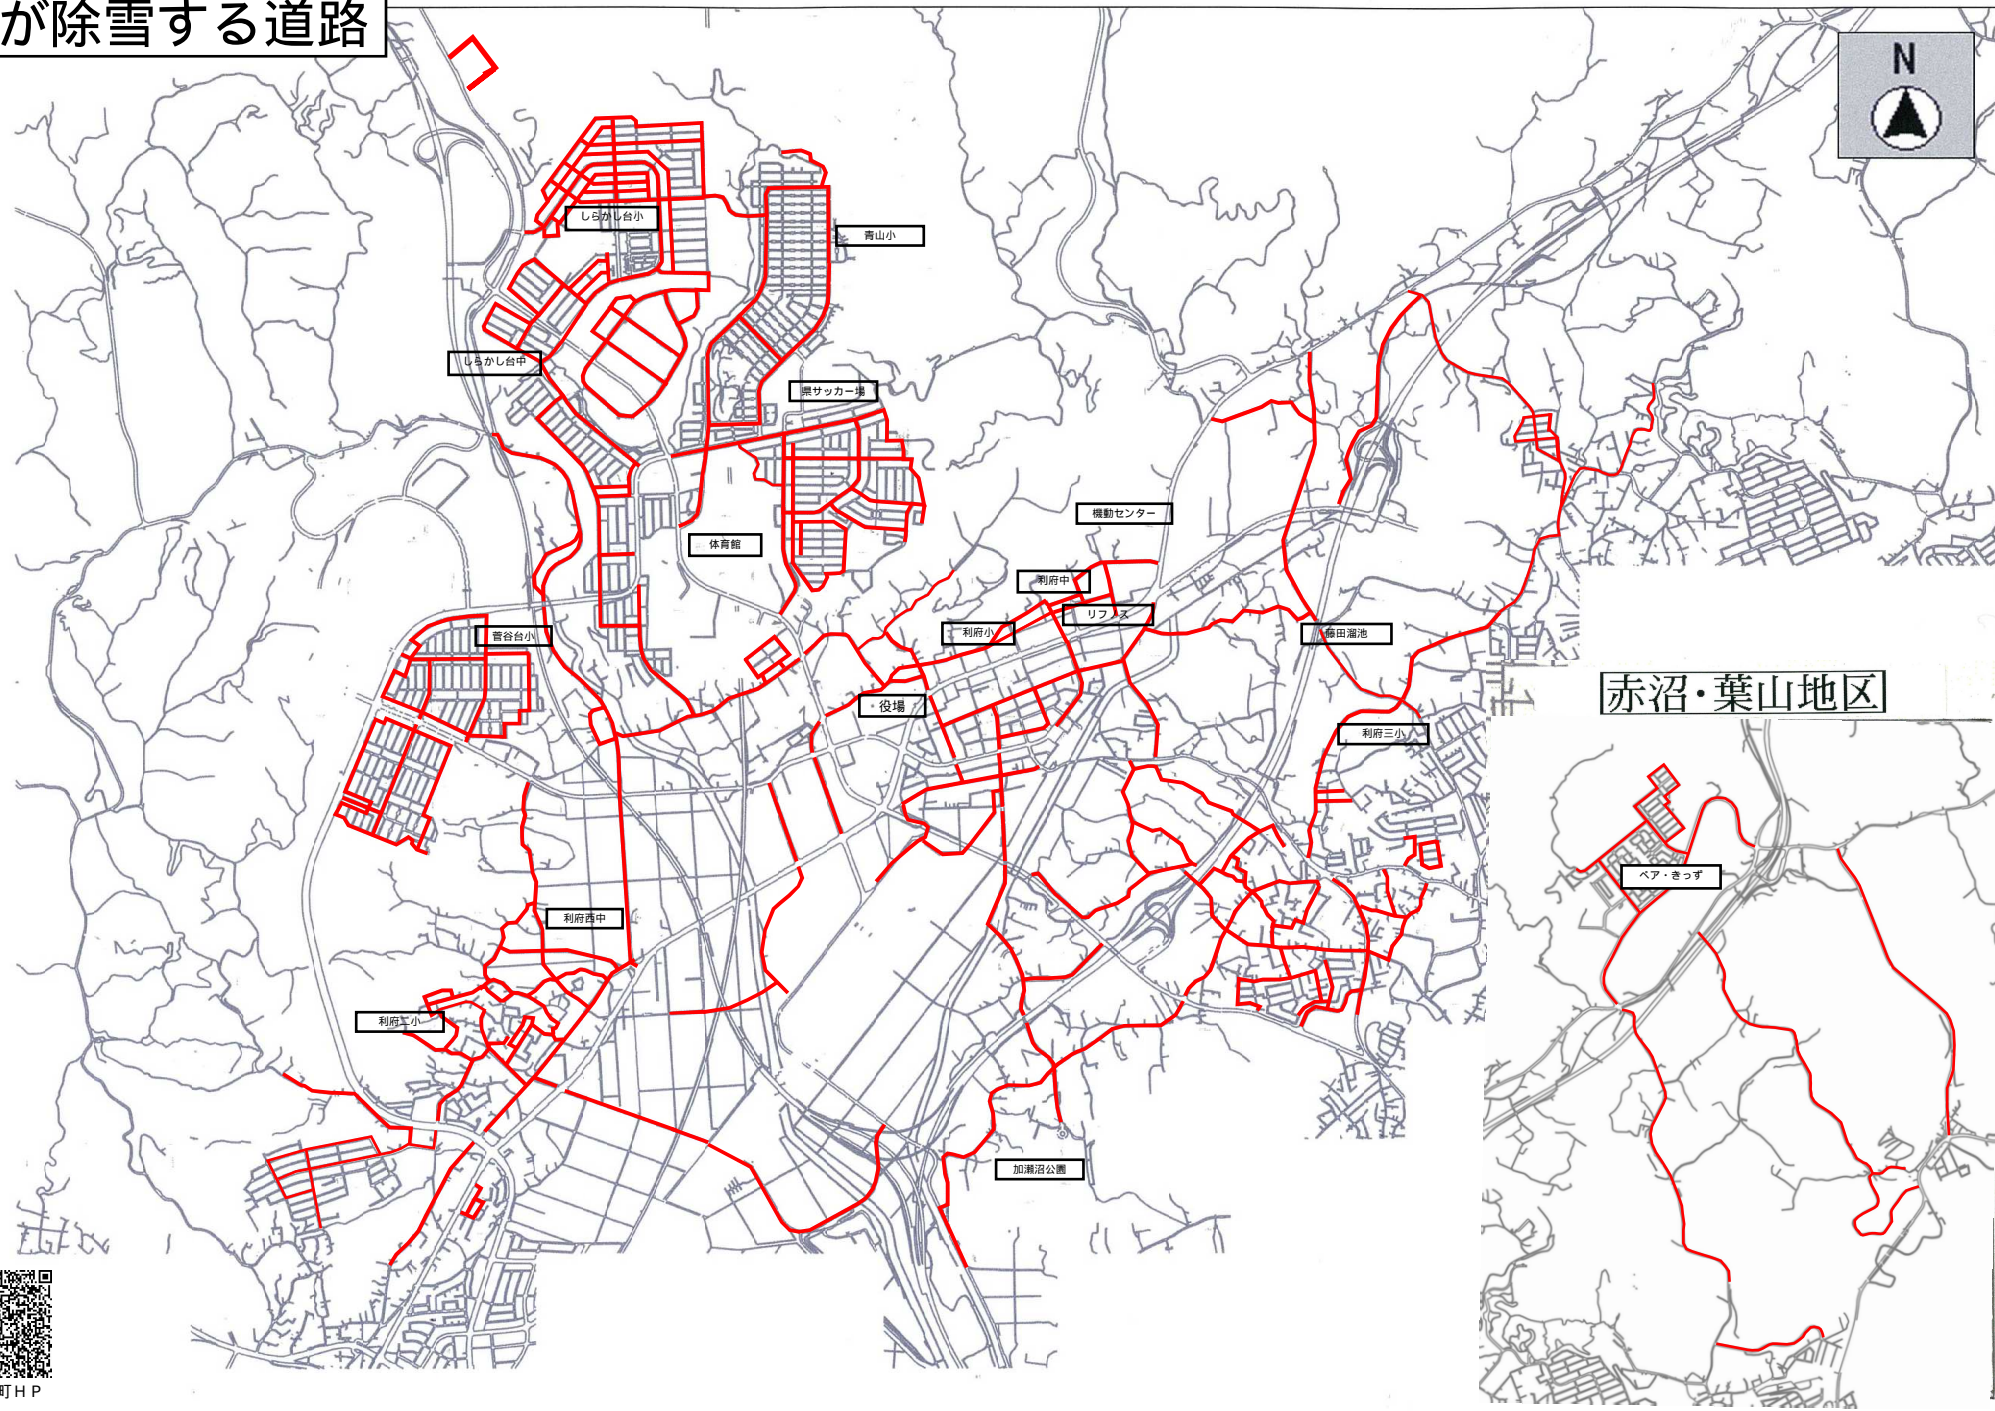 が除雪する道路
N
しらかし台小
青山小
しらかし台中
県サッカー場
機動センター
体育館
利府中
リフノス
利府小
菅谷台小
藤田溜池
役場
利府三小
赤沼・葉山地区
ペア・きっず
利府西中
利府二小
加瀬沼公園
町HP